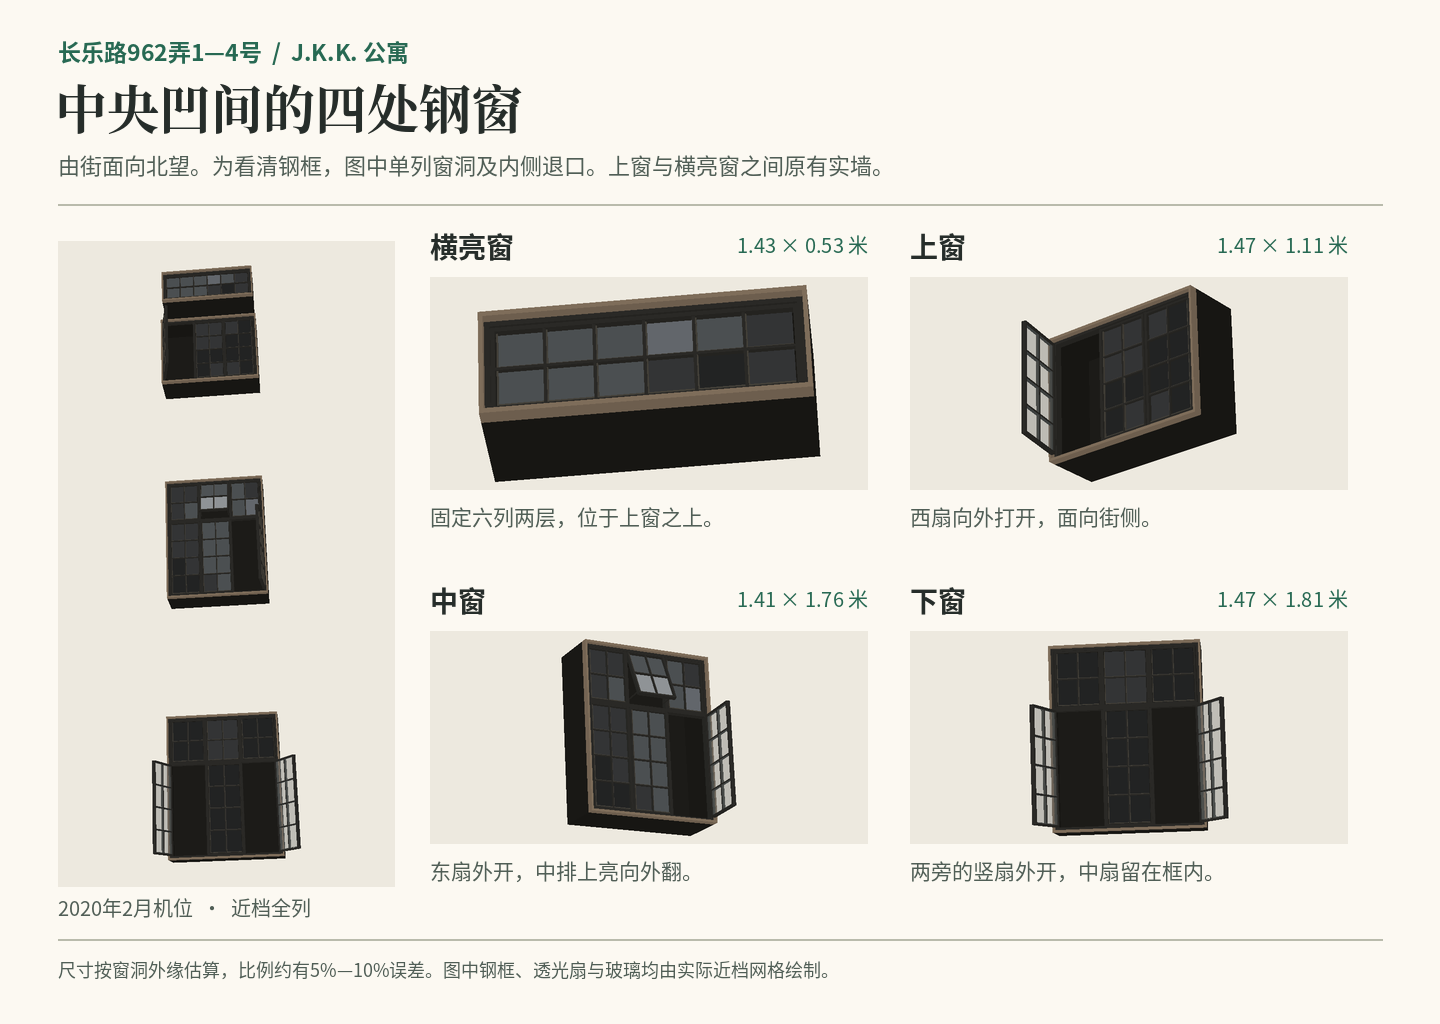 长乐路962弄1—4号 / J.K.K. 公寓
中央凹间的四处钢窗
由街面向北望。为看清钢框，图中单列窗洞及内侧退口。上窗与横亮窗之间原有实墙。
横亮窗 1.43 × 0.53 米
固定六列两层，位于上窗之上。
上窗 1.47 × 1.11 米
西扇向外打开，面向街侧。
中窗 1.41 × 1.76 米
东扇外开，中排上亮向外翻。
下窗 1.47 × 1.81 米
两旁的竖扇外开，中扇留在框内。
2020年2月机位 · 近档全列
尺寸按窗洞外缘估算，比例约有5%—10%误差。图中钢框、透光扇与玻璃均由实际近档网格绘制。